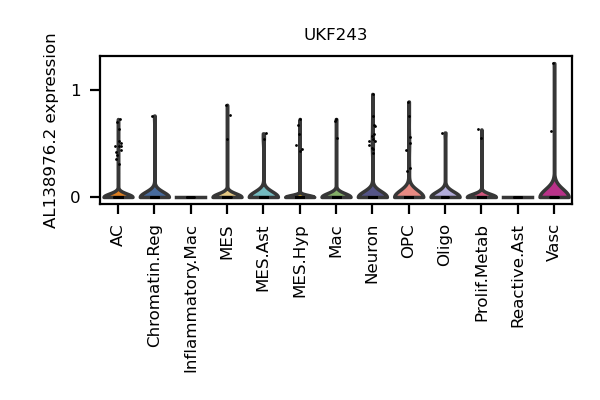 UKF243
AL138976.2 expression
1
0
AC
Chromatin.Reg
Inflammatory.Mac
MES
MES.Ast
MES.Hyp
Mac
Neuron
OPC
Oligo
Prolif.Metab
Reactive.Ast
Vasc